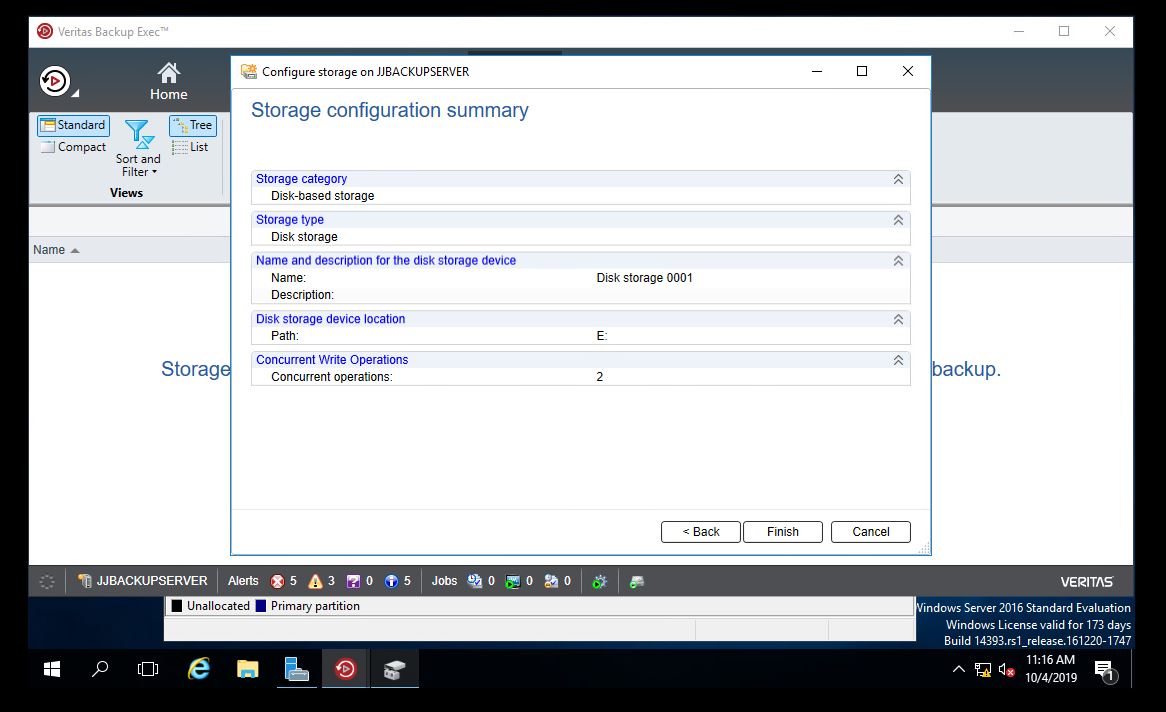 Veritas Backup Exec™
Home
Standard
Compact
Sort and
Filter
Tree
List
Views
Name
Configure storage on JJBACKUPSERVER
Storage configuration summary
Storage category
Disk-based storage
Storage type
Disk storage
Name and description for the disk storage device
Name: Disk storage 0001
Description:
Disk storage device location
Path: E:
Concurrent Write Operations
Concurrent operations: 2
Storage
backup.
< Back Finish Cancel
JJBACKUPSERVER Alerts 5 3 0 5 Jobs 0 0 0 VERITAS
Unallocated Primary partition
Windows Server 2016 Standard Evaluation
Windows License valid for 173 days
Build 14393.rs1_release.161220-1747
11:16 AM
10/4/2019
1